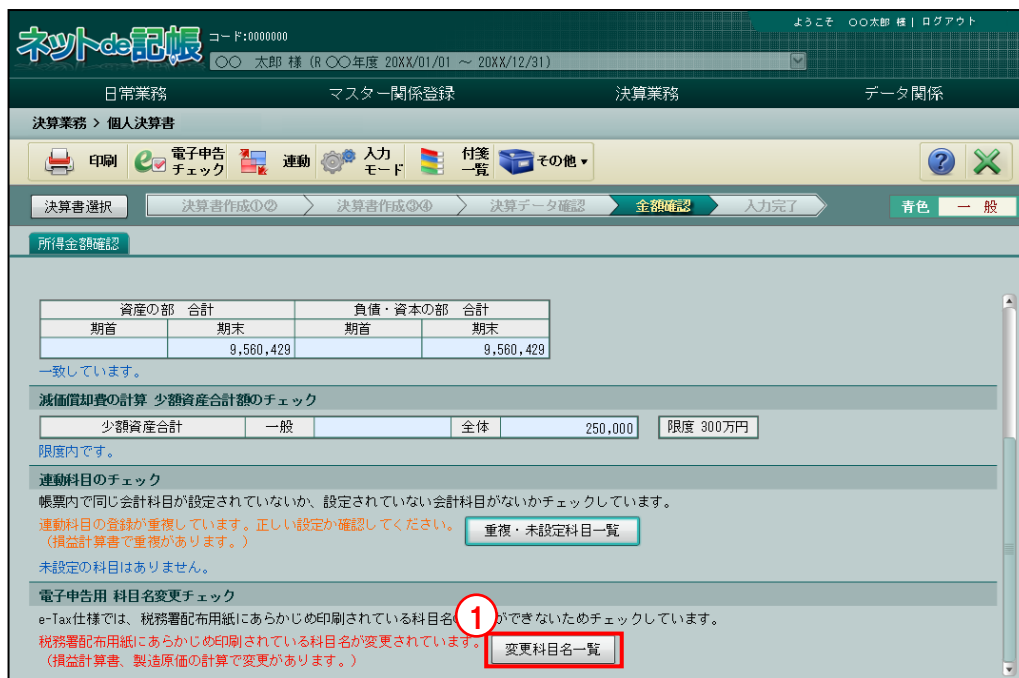 ようこそ 〇〇太郎 様 | ログアウト
ネットde記帳 コード:0000000
〇〇 太郎 様 (R 〇〇年度 20XX/01/01 ～ 20XX/12/31)
日常業務 マスター関係登録 決算業務 データ関係
決算業務 > 個人決算書
印刷 電子申告チェック 連動 入力モード 付箋一覧 その他▼
決算書選択 決算書作成①② 決算書作成③④ 決算データ確認 金額確認 入力完了 青色 一 般
所得金額確認
資産の部 合計 負債・資本の部 合計
期首 期末 期首 期末
9,560,429 9,560,429
一致しています。
減価償却費の計算 少額資産合計額のチェック
少額資産合計 一般 全体 250,000 限度 300万円
限度内です。
連動科目のチェック
帳票内で同じ会計科目が設定されていないか、設定されていない会計科目がないかチェックしています。
連動科目の登録が重複しています。正しい設定か確認してください。
(損益計算書で重複があります。)
重複・未設定科目一覧
未設定の科目はありません。
電子申告用 科目名変更チェック
e-Tax仕様では、税務署配布用紙にあらかじめ印刷されている科目名 ができないためチェックしています。
1
税務署配布用紙にあらかじめ印刷されている科目名が変更されています。
(損益計算書、製造原価の計算で変更があります。)
変更科目名一覧